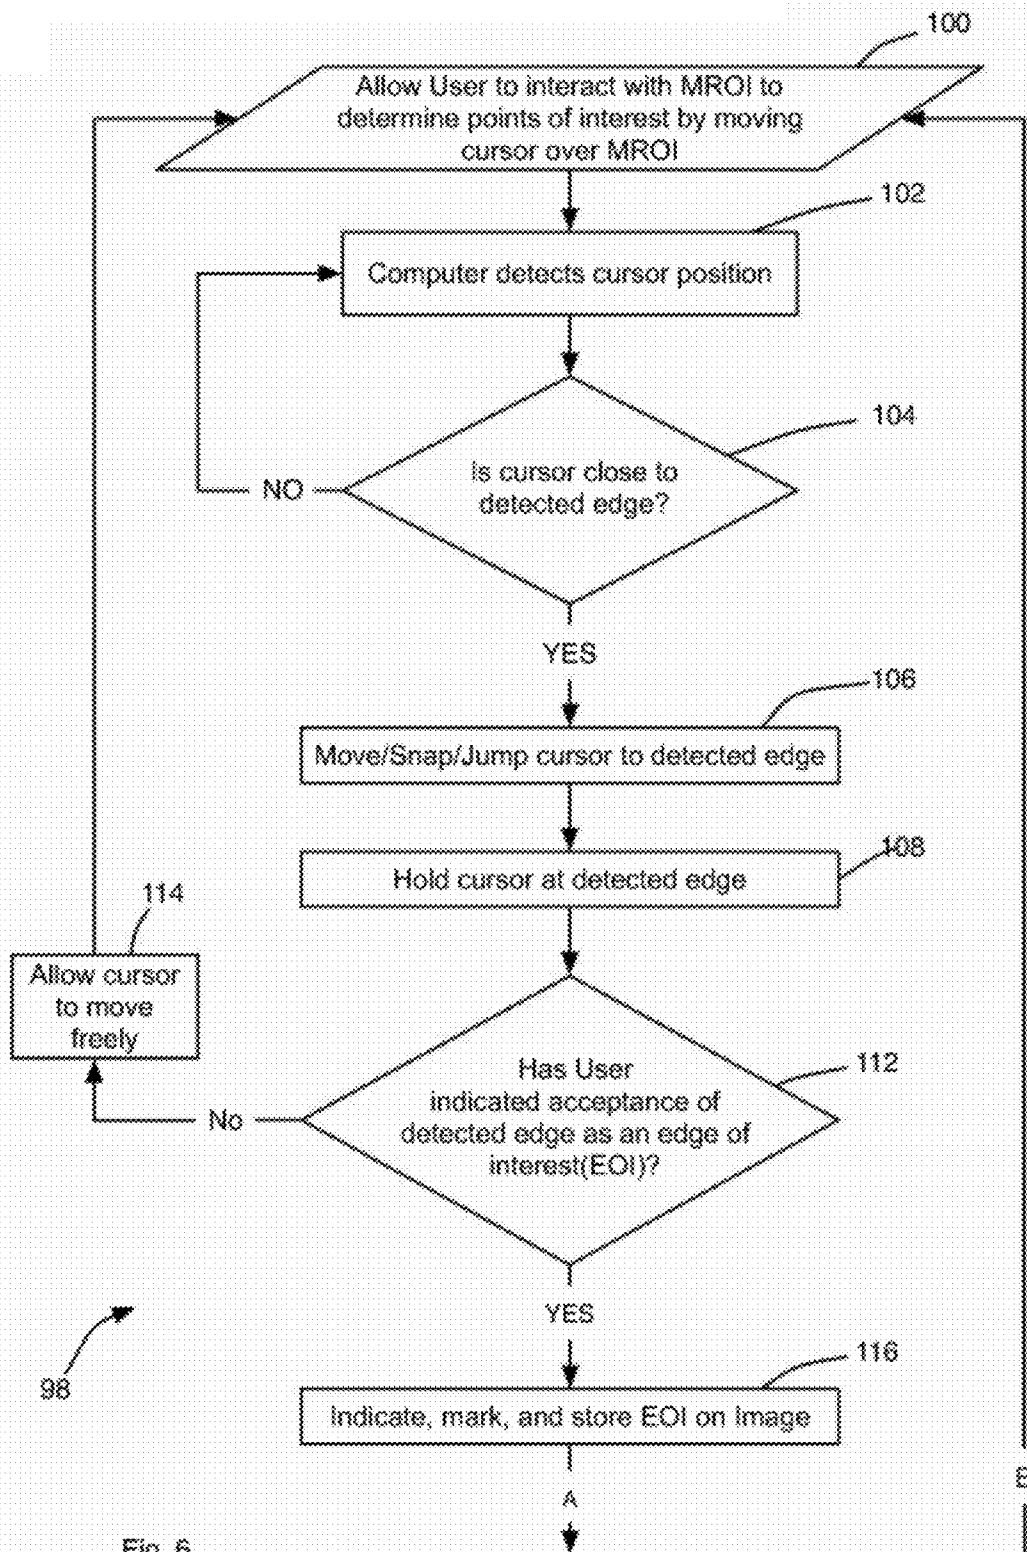 100
Allow User to interact with MROI to
determine points of interest by moving
cursor over MROI
102
Computer detects cursor position
104
Is cursor close to
detected edge?
NO
YES
106
Move/Snap/Jump cursor to detected edge
108
Hold cursor at detected edge
114
Allow cursor
to move
freely
112
Has User
indicated acceptance of
detected edge as an edge of
interest(EOI)?
No
YES
98
116
Indicate, mark, and store EOI on Image
A
Fig. 6